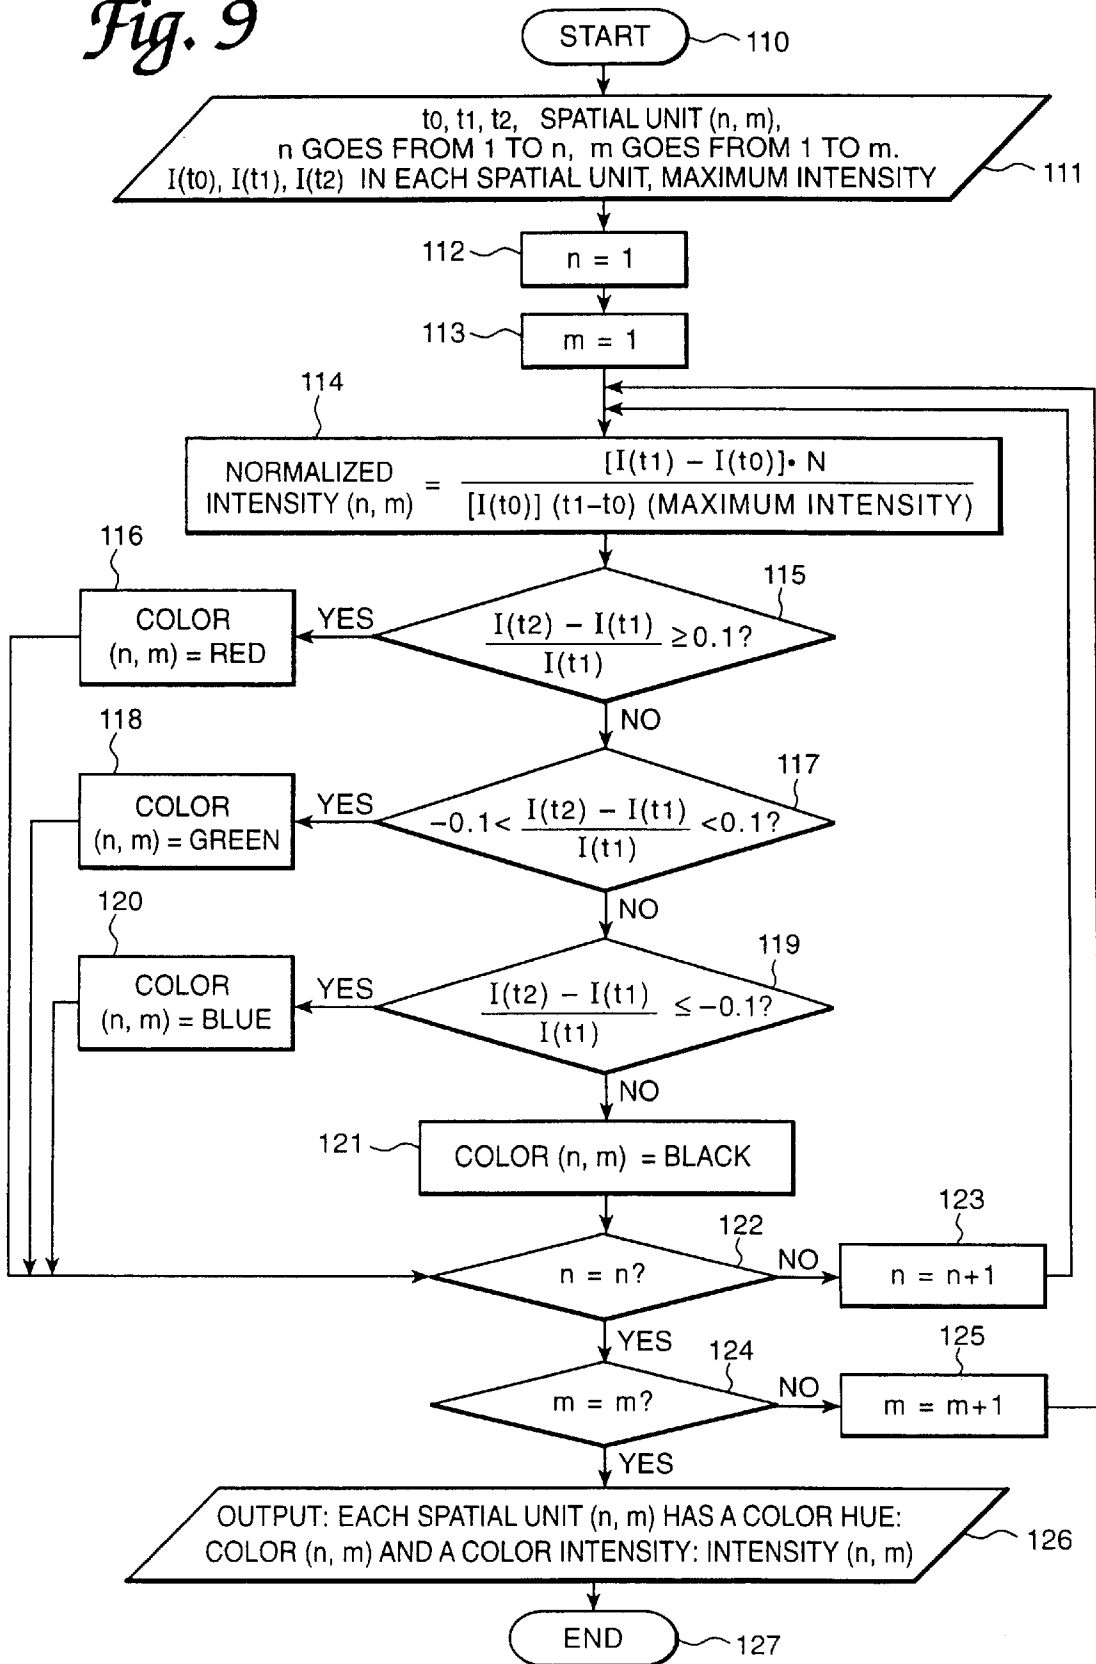 Fig. 9
START
110
t0, t1, t2, SPATIAL UNIT (n, m),
n GOES FROM 1 TO n, m GOES FROM 1 TO m.
I(t0), I(t1), I(t2) IN EACH SPATIAL UNIT, MAXIMUM INTENSITY
111
112
n = 1
113
m = 1
114
NORMALIZED
INTENSITY (n, m)
=
[I(t1) – I(t0)]• N
[I(t0)] (t1–t0) (MAXIMUM INTENSITY)
115
I(t2) – I(t1)
I(t1)
≥0.1?
YES
116
COLOR
(n, m) = RED
NO
117
–0.1<
I(t2) – I(t1)
I(t1)
<0.1?
YES
118
COLOR
(n, m) = GREEN
NO
119
I(t2) – I(t1)
I(t1)
≤–0.1?
YES
120
COLOR
(n, m) = BLUE
NO
121
COLOR (n, m) = BLACK
122
n = n?
NO
123
n = n+1
YES
124
m = m?
NO
125
m = m+1
YES
OUTPUT: EACH SPATIAL UNIT (n, m) HAS A COLOR HUE:
COLOR (n, m) AND A COLOR INTENSITY: INTENSITY (n, m)
126
END
127